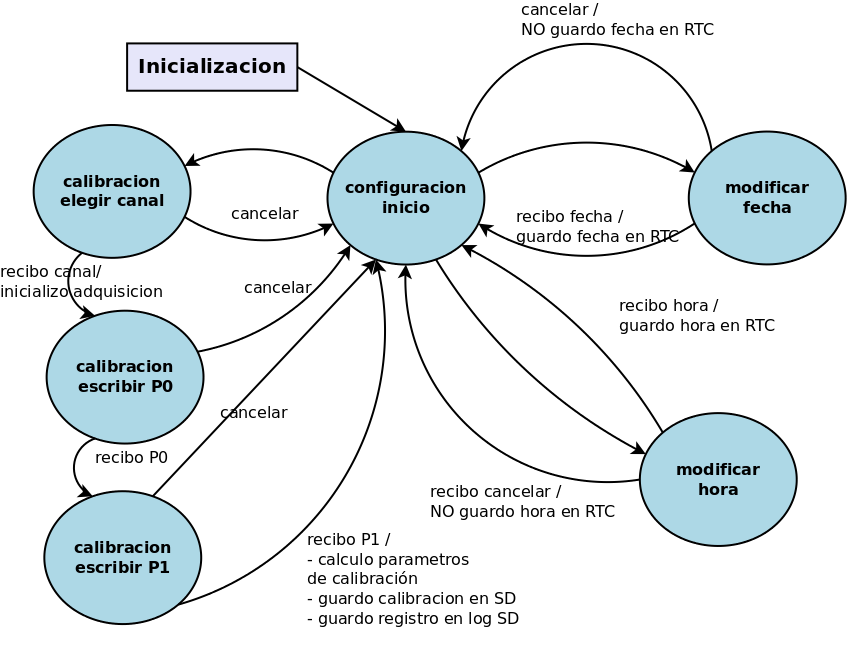 cancelar /
NO guardo fecha en RTC
Inicializacion
calibracion
elegir canal
configuracion
inicio
modificar
fecha
cancelar
recibo fecha /
guardo fecha en RTC
recibo canal/
inicializo adquisicion
cancelar
recibo hora /
guardo hora en RTC
calibracion
escribir P0
cancelar
recibo P0
modificar
hora
recibo cancelar /
NO guardo hora en RTC
calibracion
escribir P1
recibo P1 /
- calculo parametros
de calibración
- guardo calibracion en SD
- guardo registro en log SD